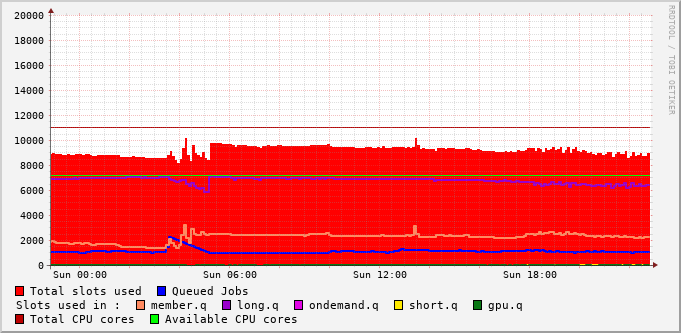 RRDTOOL / TOBI OETIKER
20000
18000
16000
14000
12000
10000
8000
6000
4000
2000
0
Sun 00:00 Sun 06:00 Sun 12:00 Sun 18:00
Total slots used Queued Jobs
Slots used in : member.q long.q ondemand.q short.q gpu.q
Total CPU cores Available CPU cores